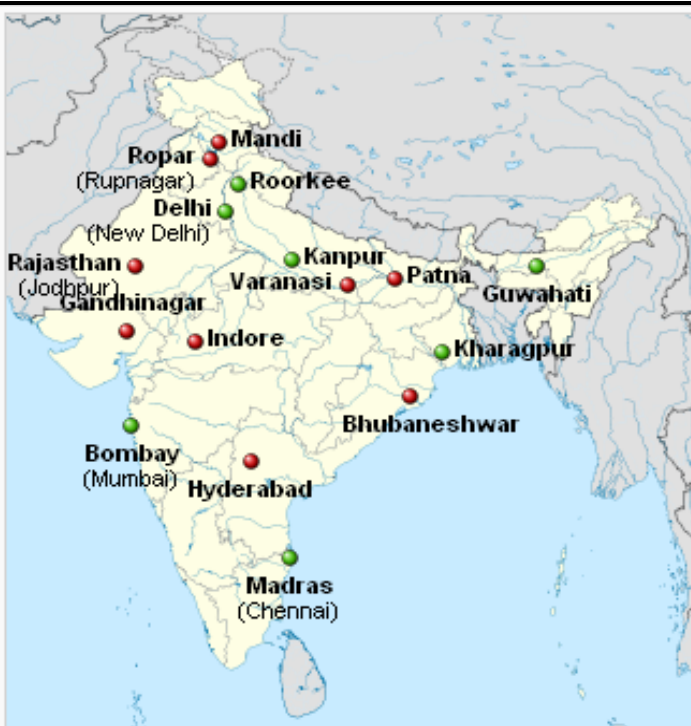 Mandi
Ropar
(Rupnagar)
Roorkee
Delhi
(New Delhi)
Rajasthan
(Jodhpur)
Kanpur
Varanasi
Patna
Guwahati
Gandhinagar
Indore
Kharagpur
Bhubaneshwar
Bombay
(Mumbai)
Hyderabad
Madras
(Chennai)